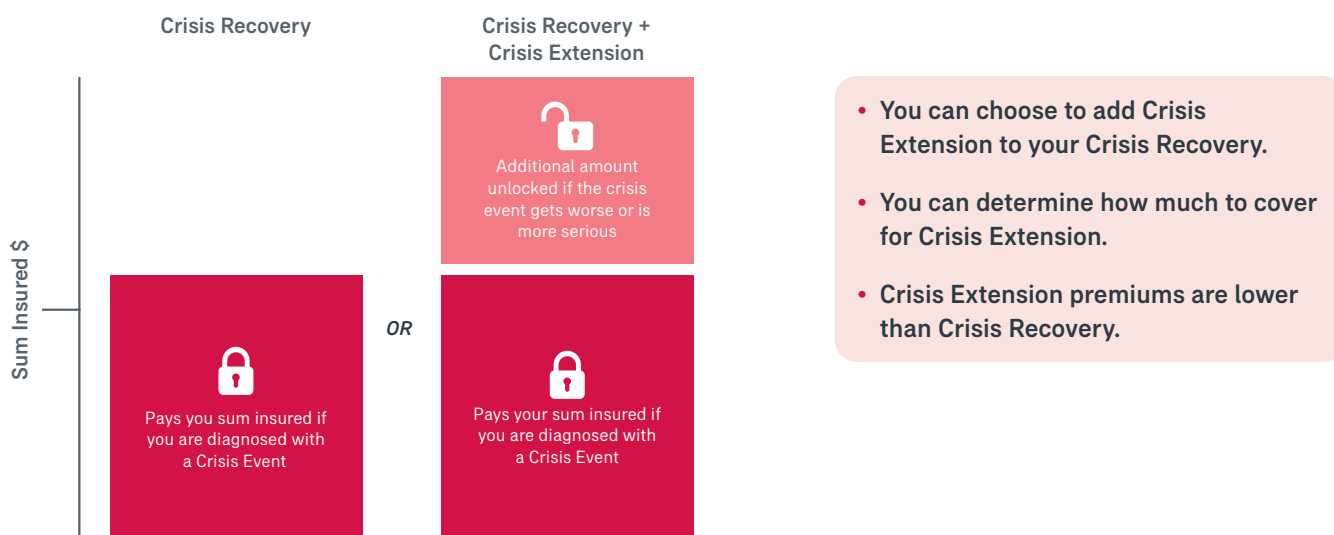 Crisis Recovery
Crisis Recovery +
Crisis Extension
Sum Insured $
Additional amount
unlocked if the crisis
event gets worse or is
more serious
Pays you sum insured if
you are diagnosed with
a Crisis Event
OR
Pays your sum insured if
you are diagnosed with
a Crisis Event
• You can choose to add Crisis
Extension to your Crisis Recovery.
• You can determine how much to cover
for Crisis Extension.
• Crisis Extension premiums are lower
than Crisis Recovery.